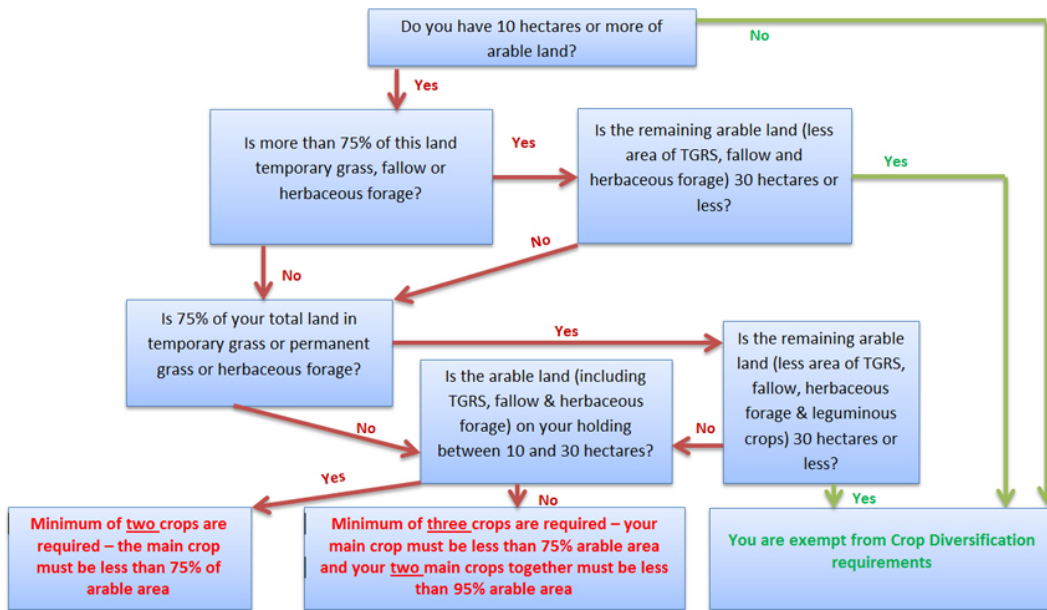 Do you have 10 hectares or more of
arable land?
No
Yes
Is more than 75% of this land
temporary grass, fallow or
herbaceous forage?
Yes
Is the remaining arable land (less
area of TGRS, fallow and
herbaceous forage) 30 hectares or
less?
Yes
No
No
Is 75% of your total land in
temporary grass or permanent
grass or herbaceous forage?
Yes
Is the remaining arable
land (less area of TGRS,
fallow, herbaceous
forage & leguminous
crops) 30 hectares or
less?
Is the arable land (including
TGRS, fallow & herbaceous
forage) on your holding
between 10 and 30 hectares?
No
No
Yes
No
Yes
Minimum of two crops are
required – the main crop
must be less than 75% of
arable area
Minimum of three crops are required – your
main crop must be less than 75% arable area
and your two main crops together must be less
than 95% arable area
You are exempt from Crop Diversification
requirements